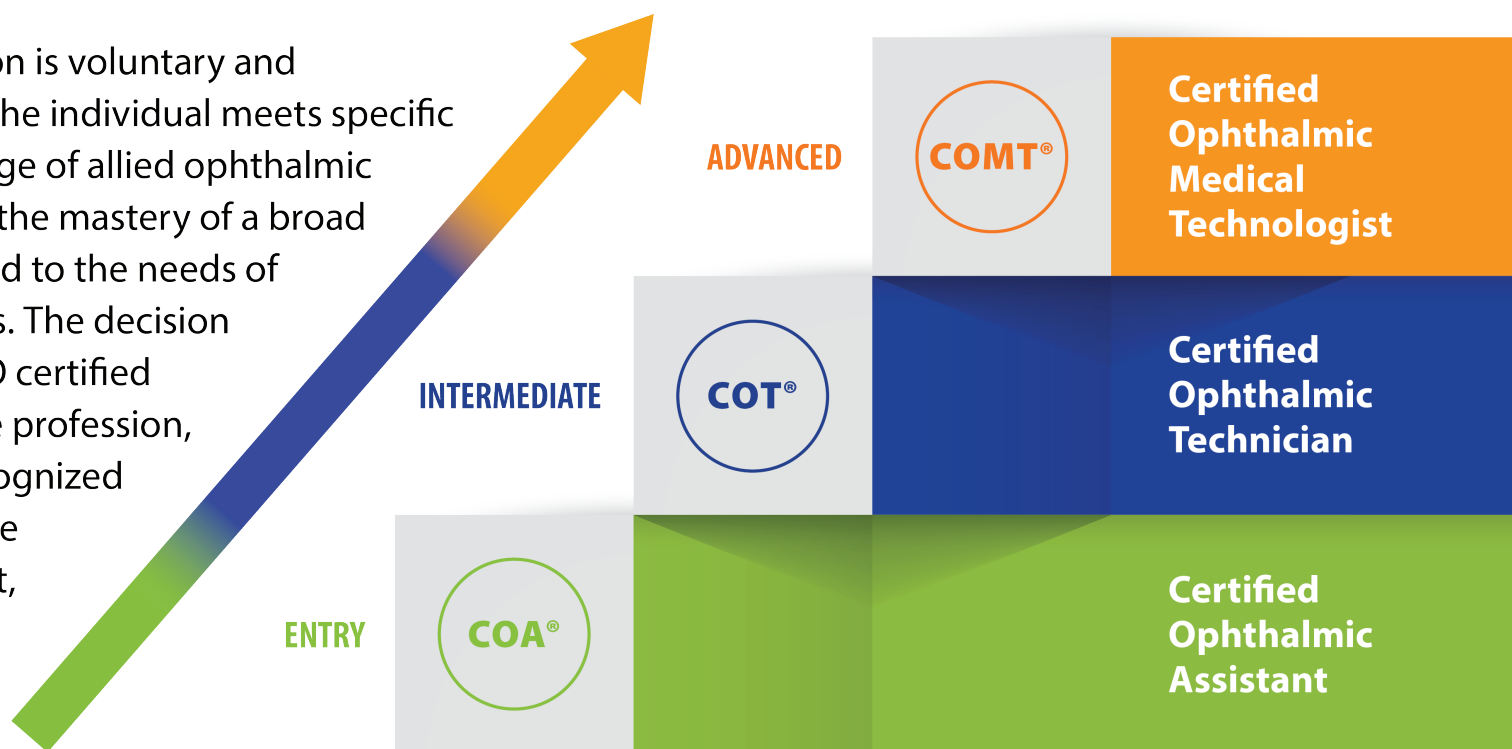 on is voluntary and
he individual meets specific
ge of allied ophthalmic
the mastery of a broad
d to the needs of
s. The decision
certified
e profession,
ognized
e
t,
ADVANCED
COMT®
Certified
Ophthalmic
Medical
Technologist
INTERMEDIATE
COT®
Certified
Ophthalmic
Technician
ENTRY
COA®
Certified
Ophthalmic
Assistant